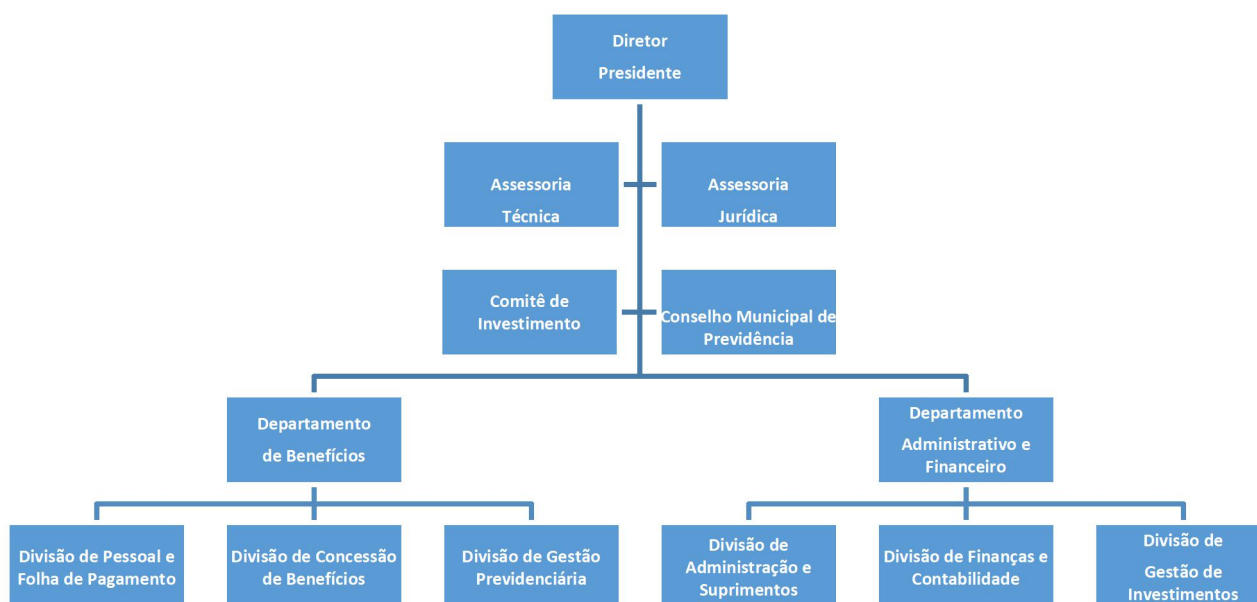 Diretor
Presidente
Assessoria
Técnica
Assessoria
Jurídica
Comitê de
Investimento
Conselho Municipal de
Previdência
Departamento
de Benefícios
Departamento
Administrativo e
Financeiro
Divisão de Pessoal e
Folha de Pagamento
Divisão de Concessão
de Benefícios
Divisão de Gestão
Previdenciária
Divisão de
Administração e
Suprimentos
Divisão de Finanças e
Contabilidade
Divisão de
Gestão de
Investimentos